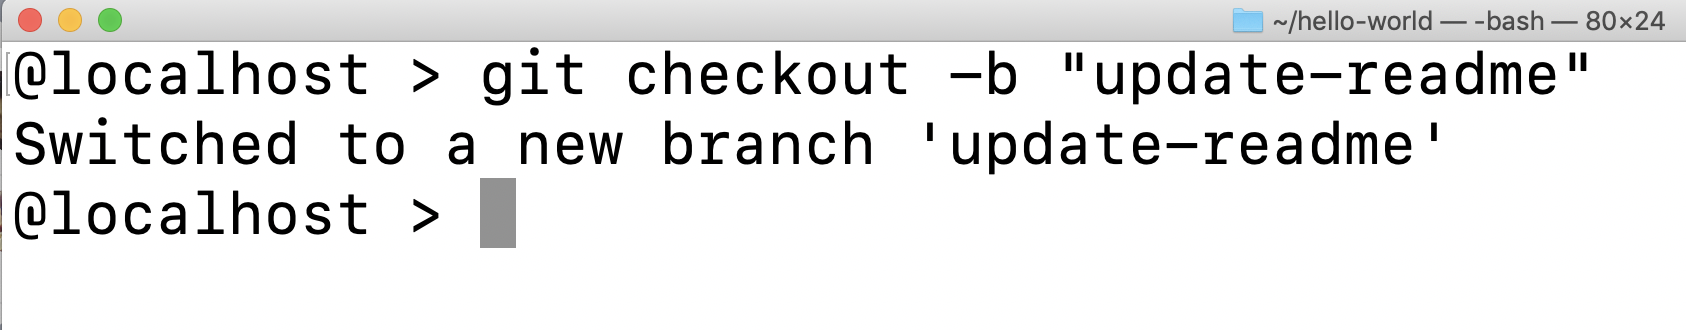 ~/hello-world — -bash — 80×24
@localhost > git checkout -b "update-readme"
Switched to a new branch 'update-readme'
@localhost >